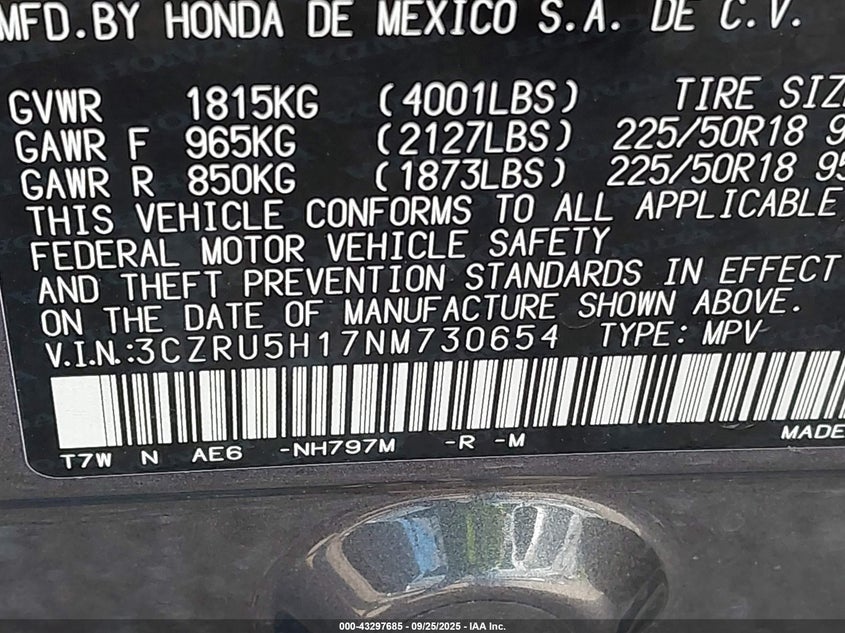 MFD.BY HONDA DE MEXICO S.A. DE C.V.
GVWR 1815KG (4001LBS) TIRE SIZE
GAWR F 965KG (2127LBS) 225/50R18 9
GAWR R 850KG (1873LBS) 225/50R18 95
THIS VEHICLE CONFORMS TO ALL APPLICABLE
FEDERAL MOTOR VEHICLE SAFETY
AND THEFT PREVENTION STANDARDS IN EFFECT
ON THE DATE OF MANUFACTURE SHOWN ABOVE.
V.I.N.:3CZRU5H17NM730654 TYPE: MPV
T7W N AE6 -NH797M -R -M MADE
000-43297685 - 09/25/2025 - IAA Inc.